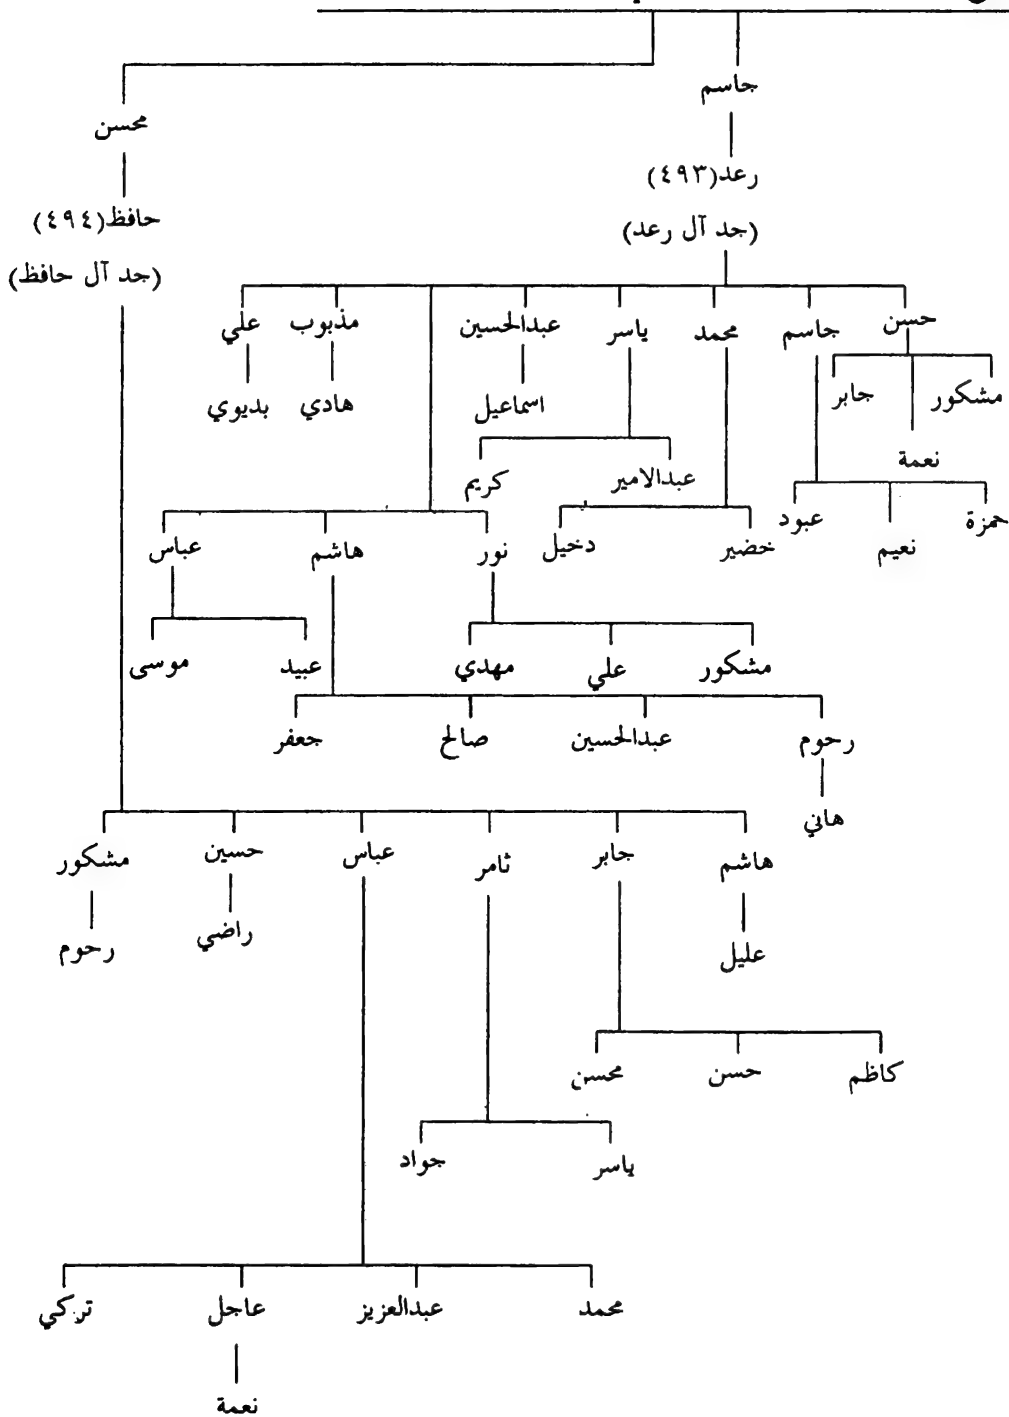 جاسم
محسن
رعد(٤٩٣)
حافظ(٤٩٤)
(جد آل رعد)
(جد آل حافظ)
حسن جاسم محمد ياسر عبدالحسين مذبوب علي
مشكور جابر اسماعيل هادي بديوي
نعمة
عبدالامير كريم
حمزة نعيم عبود
خضير دخيل
نور هاشم عباس
مشكور علي مهدي عبيد موسى
رحوم عبدالحسين صالح جعفر
هاني
هاشم جابر ثامر عباس حسين مشكور
عليل راضي رحوم
كاظم حسن محسن
ياسر جواد
محمد عبدالعزيز عاجل تركي
نعمة